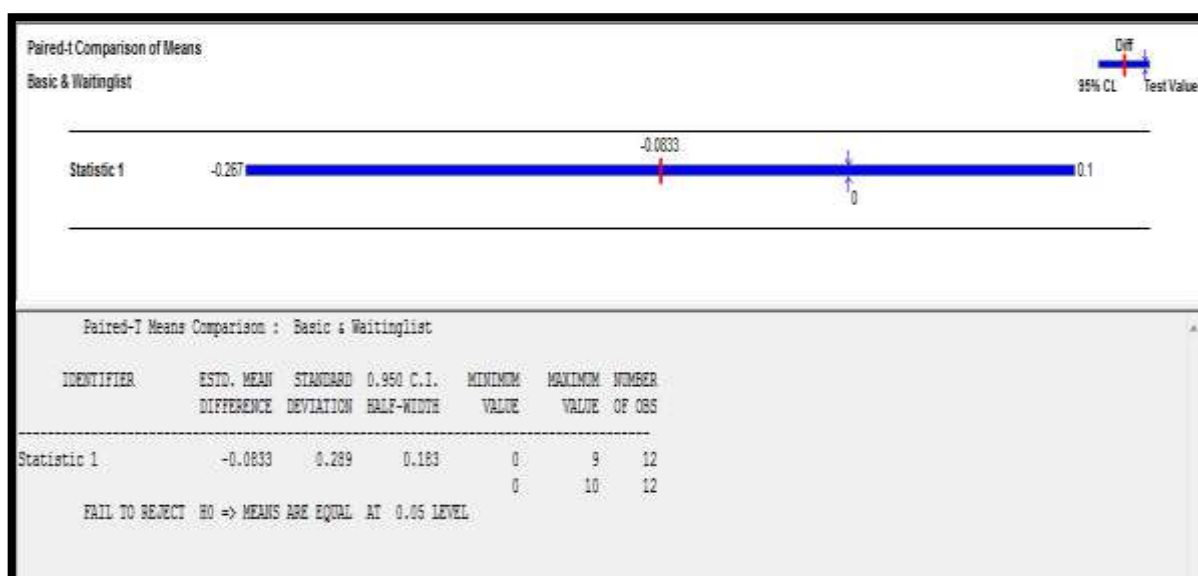 Paired-t Comparison of Means
Basic & Waitinglist
Diff
95% CL Test Value
-0.0833
Statistic 1 -0.267 0.1
0
Paired-T Means Comparison : Basic & Waitinglist
IDENTIFIER ESTD. MEAN STANDARD 0.950 C.I. MINIMUM MAXIMUM NUMBER
DIFFERENCE DEVIATION HALF-WIDTH VALUE VALUE OF OBS
Statistic 1 -0.0833 0.289 0.183 0 9 12
0 10 12
FAIL TO REJECT H0 => MEANS ARE EQUAL AT 0.05 LEVEL